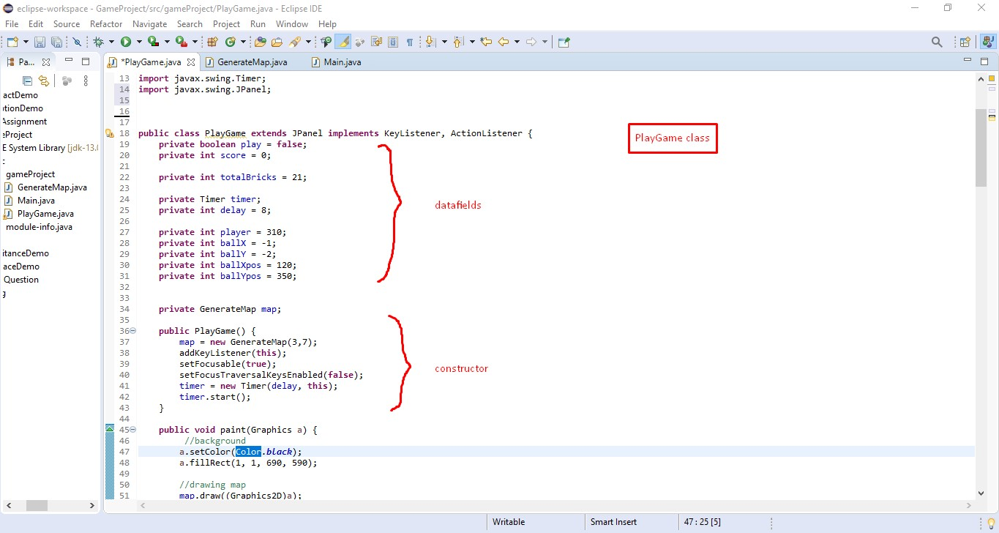 eclipse-workspace - GameProject/src/gameProject/PlayGame.java - Eclipse IDE
File Edit Source Refactor Navigate Search Project Run Window Help
Pa...
*PlayGame.java GenerateMap.java Main.java
actDemo
tionDemo
Assignment
eProject
E System Library [jdk-13.0
gameProject
GenerateMap.java
Main.java
PlayGame.java
module-info.java
itanceDemo
aceDemo
Question
g
13 import javax.swing.Timer;
14 import javax.swing.JPanel;
15
16
17
18 public class PlayGame extends JPanel implements KeyListener, ActionListener {
19 private boolean play = false;
20 private int score = 0;
21
22 private int totalBricks = 21;
23
24 private Timer timer;
25 private int delay = 8;
26
27 private int player = 310;
28 private int ballX = -1;
29 private int ballY = -2;
30 private int ballXpos = 120;
31 private int ballYpos = 350;
32
33
34 private GenerateMap map;
35
36 public PlayGame() {
37 map = new GenerateMap(3,7);
38 addKeyListener(this);
39 setFocusable(true);
40 setFocusTraversalKeysEnabled(false);
41 timer = new Timer(delay, this);
42 timer.start();
43 }
44
45 public void paint(Graphics a) {
46 //background
47 a.setColor(Color.black);
48 a.fillRect(1, 1, 690, 590);
49
50 //drawing map
51 map.draw((Graphics2D)a);
PlayGame class
datafields
constructor
Writable Smart Insert 47 : 25 [5]